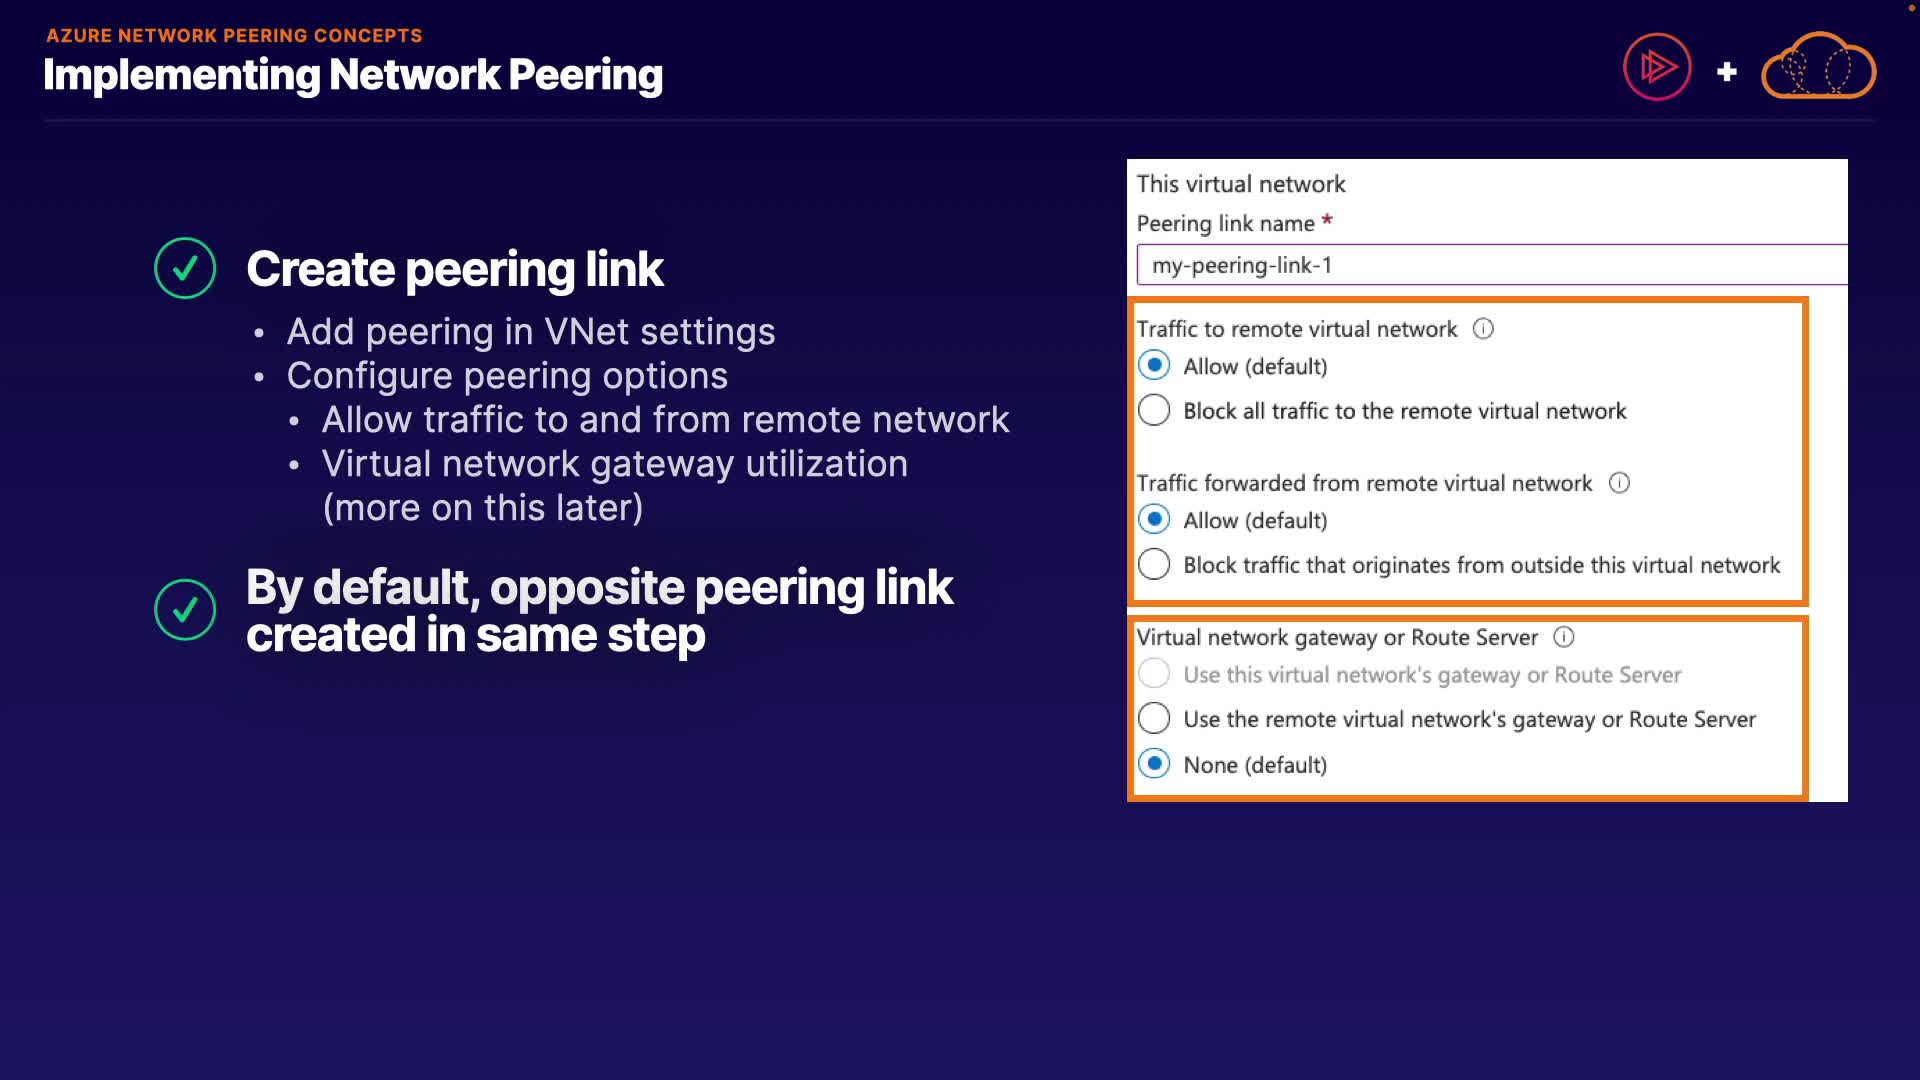 AZURE NETWORK PEERING CONCEPTS
Implementing Network Peering
Create peering link
• Add peering in VNet settings
• Configure peering options
• Allow traffic to and from remote network
• Virtual network gateway utilization
(more on this later)
By default, opposite peering link
created in same step
This virtual network
Peering link name *
my-peering-link-1
Traffic to remote virtual network
Allow (default)
Block all traffic to the remote virtual network
Traffic forwarded from remote virtual network
Allow (default)
Block traffic that originates from outside this virtual network
Virtual network gateway or Route Server
Use this virtual network's gateway or Route Server
Use the remote virtual network's gateway or Route Server
None (default)